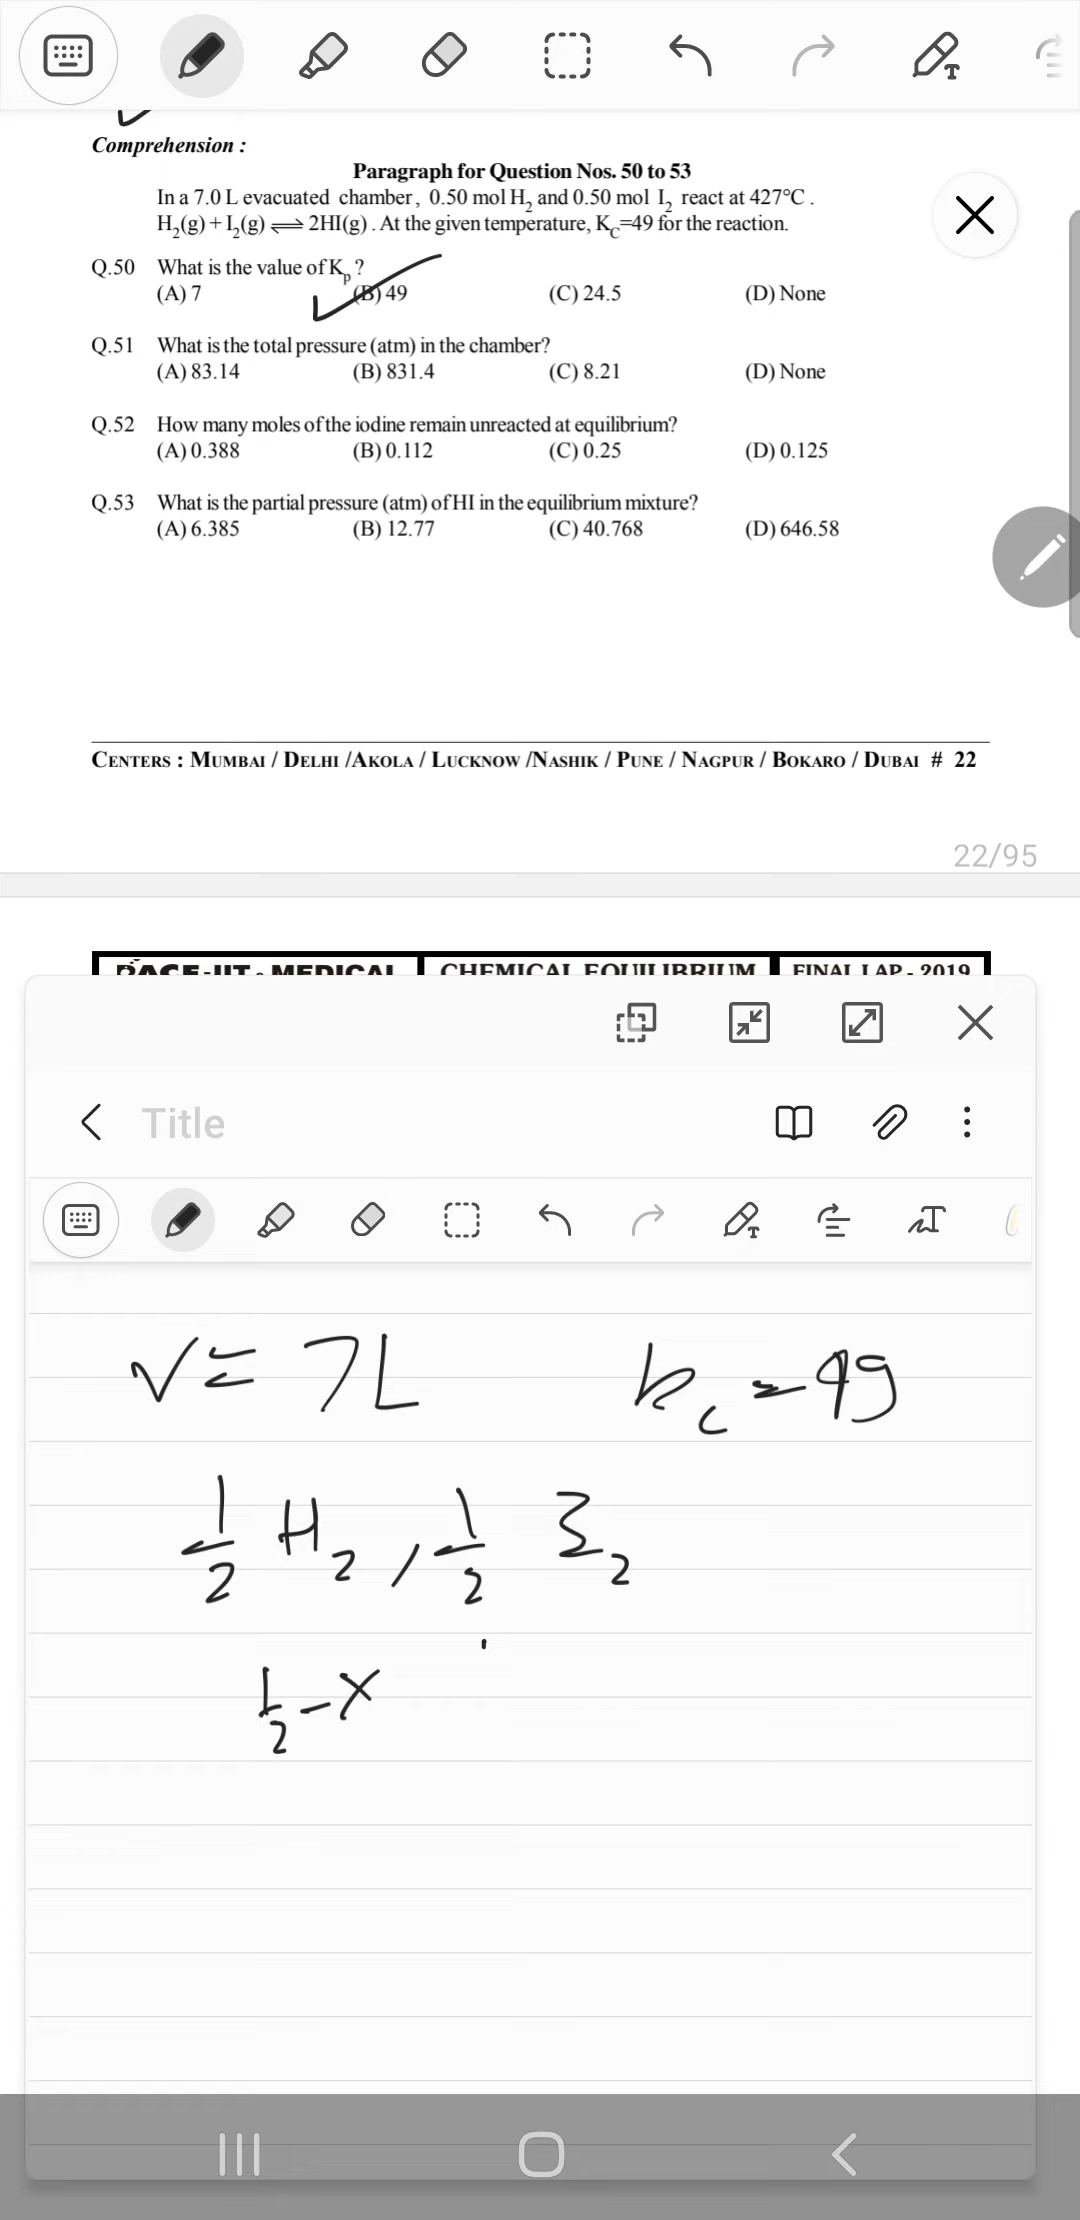 Comprehension :
Paragraph for Question Nos. 50 to 53
In a 7.0 L evacuated chamber, 0.50 mol H₂ and 0.50 mol I₂ react at 427°C.
H₂(g) + I₂(g) ⇌ 2HI(g). At the given temperature, K_C=49 for the reaction.
Q.50 What is the value of K_p ?
(A) 7 (B) 49 (C) 24.5 (D) None
Q.51 What is the total pressure (atm) in the chamber?
(A) 83.14 (B) 831.4 (C) 8.21 (D) None
Q.52 How many moles of the iodine remain unreacted at equilibrium?
(A) 0.388 (B) 0.112 (C) 0.25 (D) 0.125
Q.53 What is the partial pressure (atm) of HI in the equilibrium mixture?
(A) 6.385 (B) 12.77 (C) 40.768 (D) 646.58
CENTERS : MUMBAI / DELHI /AKOLA / LUCKNOW /NASHIK / PUNE / NAGPUR / BOKARO / DUBAI # 22
22/95
PACE-IIT & MEDICAL CHEMICAL EQUILIBRIUM FINAL LAP - 2019
Title
V = 7L k_c = 49
1/2 H₂, 1/2 I₂
1/2 - x